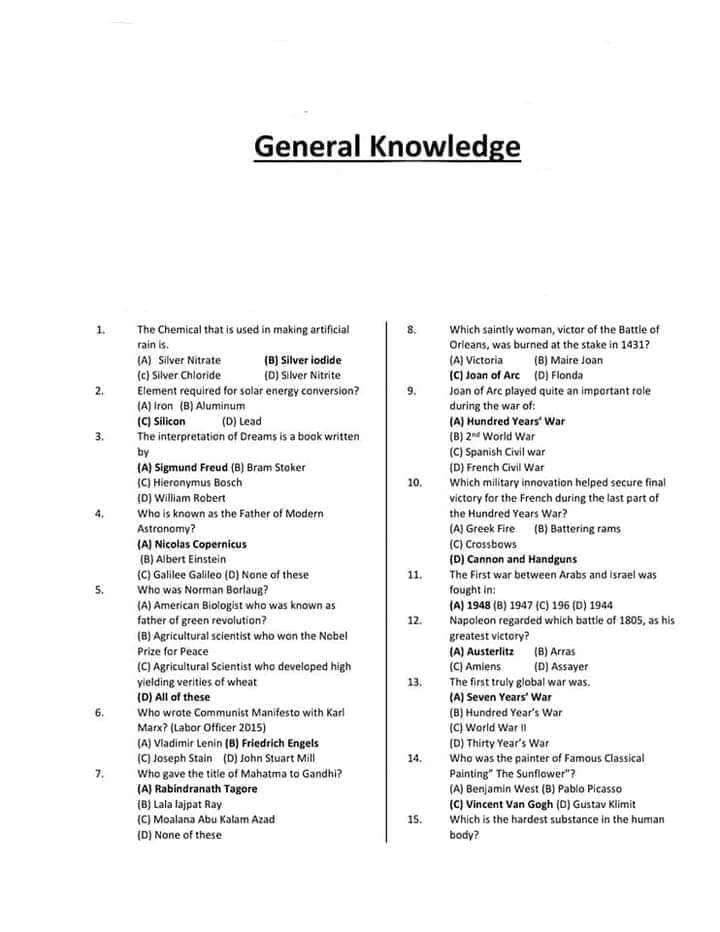 General Knowledge
1. The Chemical that is used in making artificial
rain is.
(A) Silver Nitrate (B) Silver iodide
(c) Silver Chloride (D) Silver Nitrite
2. Element required for solar energy conversion?
(A) Iron (B) Aluminum
(C) Silicon (D) Lead
3. The interpretation of Dreams is a book written
by
(A) Sigmund Freud (B) Bram Stoker
(C) Hieronymus Bosch
(D) William Robert
4. Who is known as the Father of Modern
Astronomy?
(A) Nicolas Copernicus
(B) Albert Einstein
(C) Galilee Galileo (D) None of these
5. Who was Norman Borlaug?
(A) American Biologist who was known as
father of green revolution?
(B) Agricultural scientist who won the Nobel
Prize for Peace
(C) Agricultural Scientist who developed high
yielding verities of wheat
(D) All of these
6. Who wrote Communist Manifesto with Karl
Marx? (Labor Officer 2015)
(A) Vladimir Lenin (B) Friedrich Engels
(C) Joseph Stain (D) John Stuart Mill
7. Who gave the title of Mahatma to Gandhi?
(A) Rabindranath Tagore
(B) Lala lajpat Ray
(C) Moalana Abu Kalam Azad
(D) None of these
8. Which saintly woman, victor of the Battle of
Orleans, was burned at the stake in 1431?
(A) Victoria (B) Maire Joan
(C) Joan of Arc (D) Flonda
9. Joan of Arc played quite an important role
during the war of:
(A) Hundred Years' War
(B) 2nd World War
(C) Spanish Civil war
(D) French Civil War
10. Which military innovation helped secure final
victory for the French during the last part of
the Hundred Years War?
(A) Greek Fire (B) Battering rams
(C) Crossbows
(D) Cannon and Handguns
11. The First war between Arabs and Israel was
fought in:
(A) 1948 (B) 1947 (C) 196 (D) 1944
12. Napoleon regarded which battle of 1805, as his
greatest victory?
(A) Austerlitz (B) Arras
(C) Amiens (D) Assayer
13. The first truly global war was.
(A) Seven Years' War
(B) Hundred Year's War
(C) World War II
(D) Thirty Year's War
14. Who was the painter of Famous Classical
Painting" The Sunflower"?
(A) Benjamin West (B) Pablo Picasso
(C) Vincent Van Gogh (D) Gustav Klimit
15. Which is the hardest substance in the human
body?